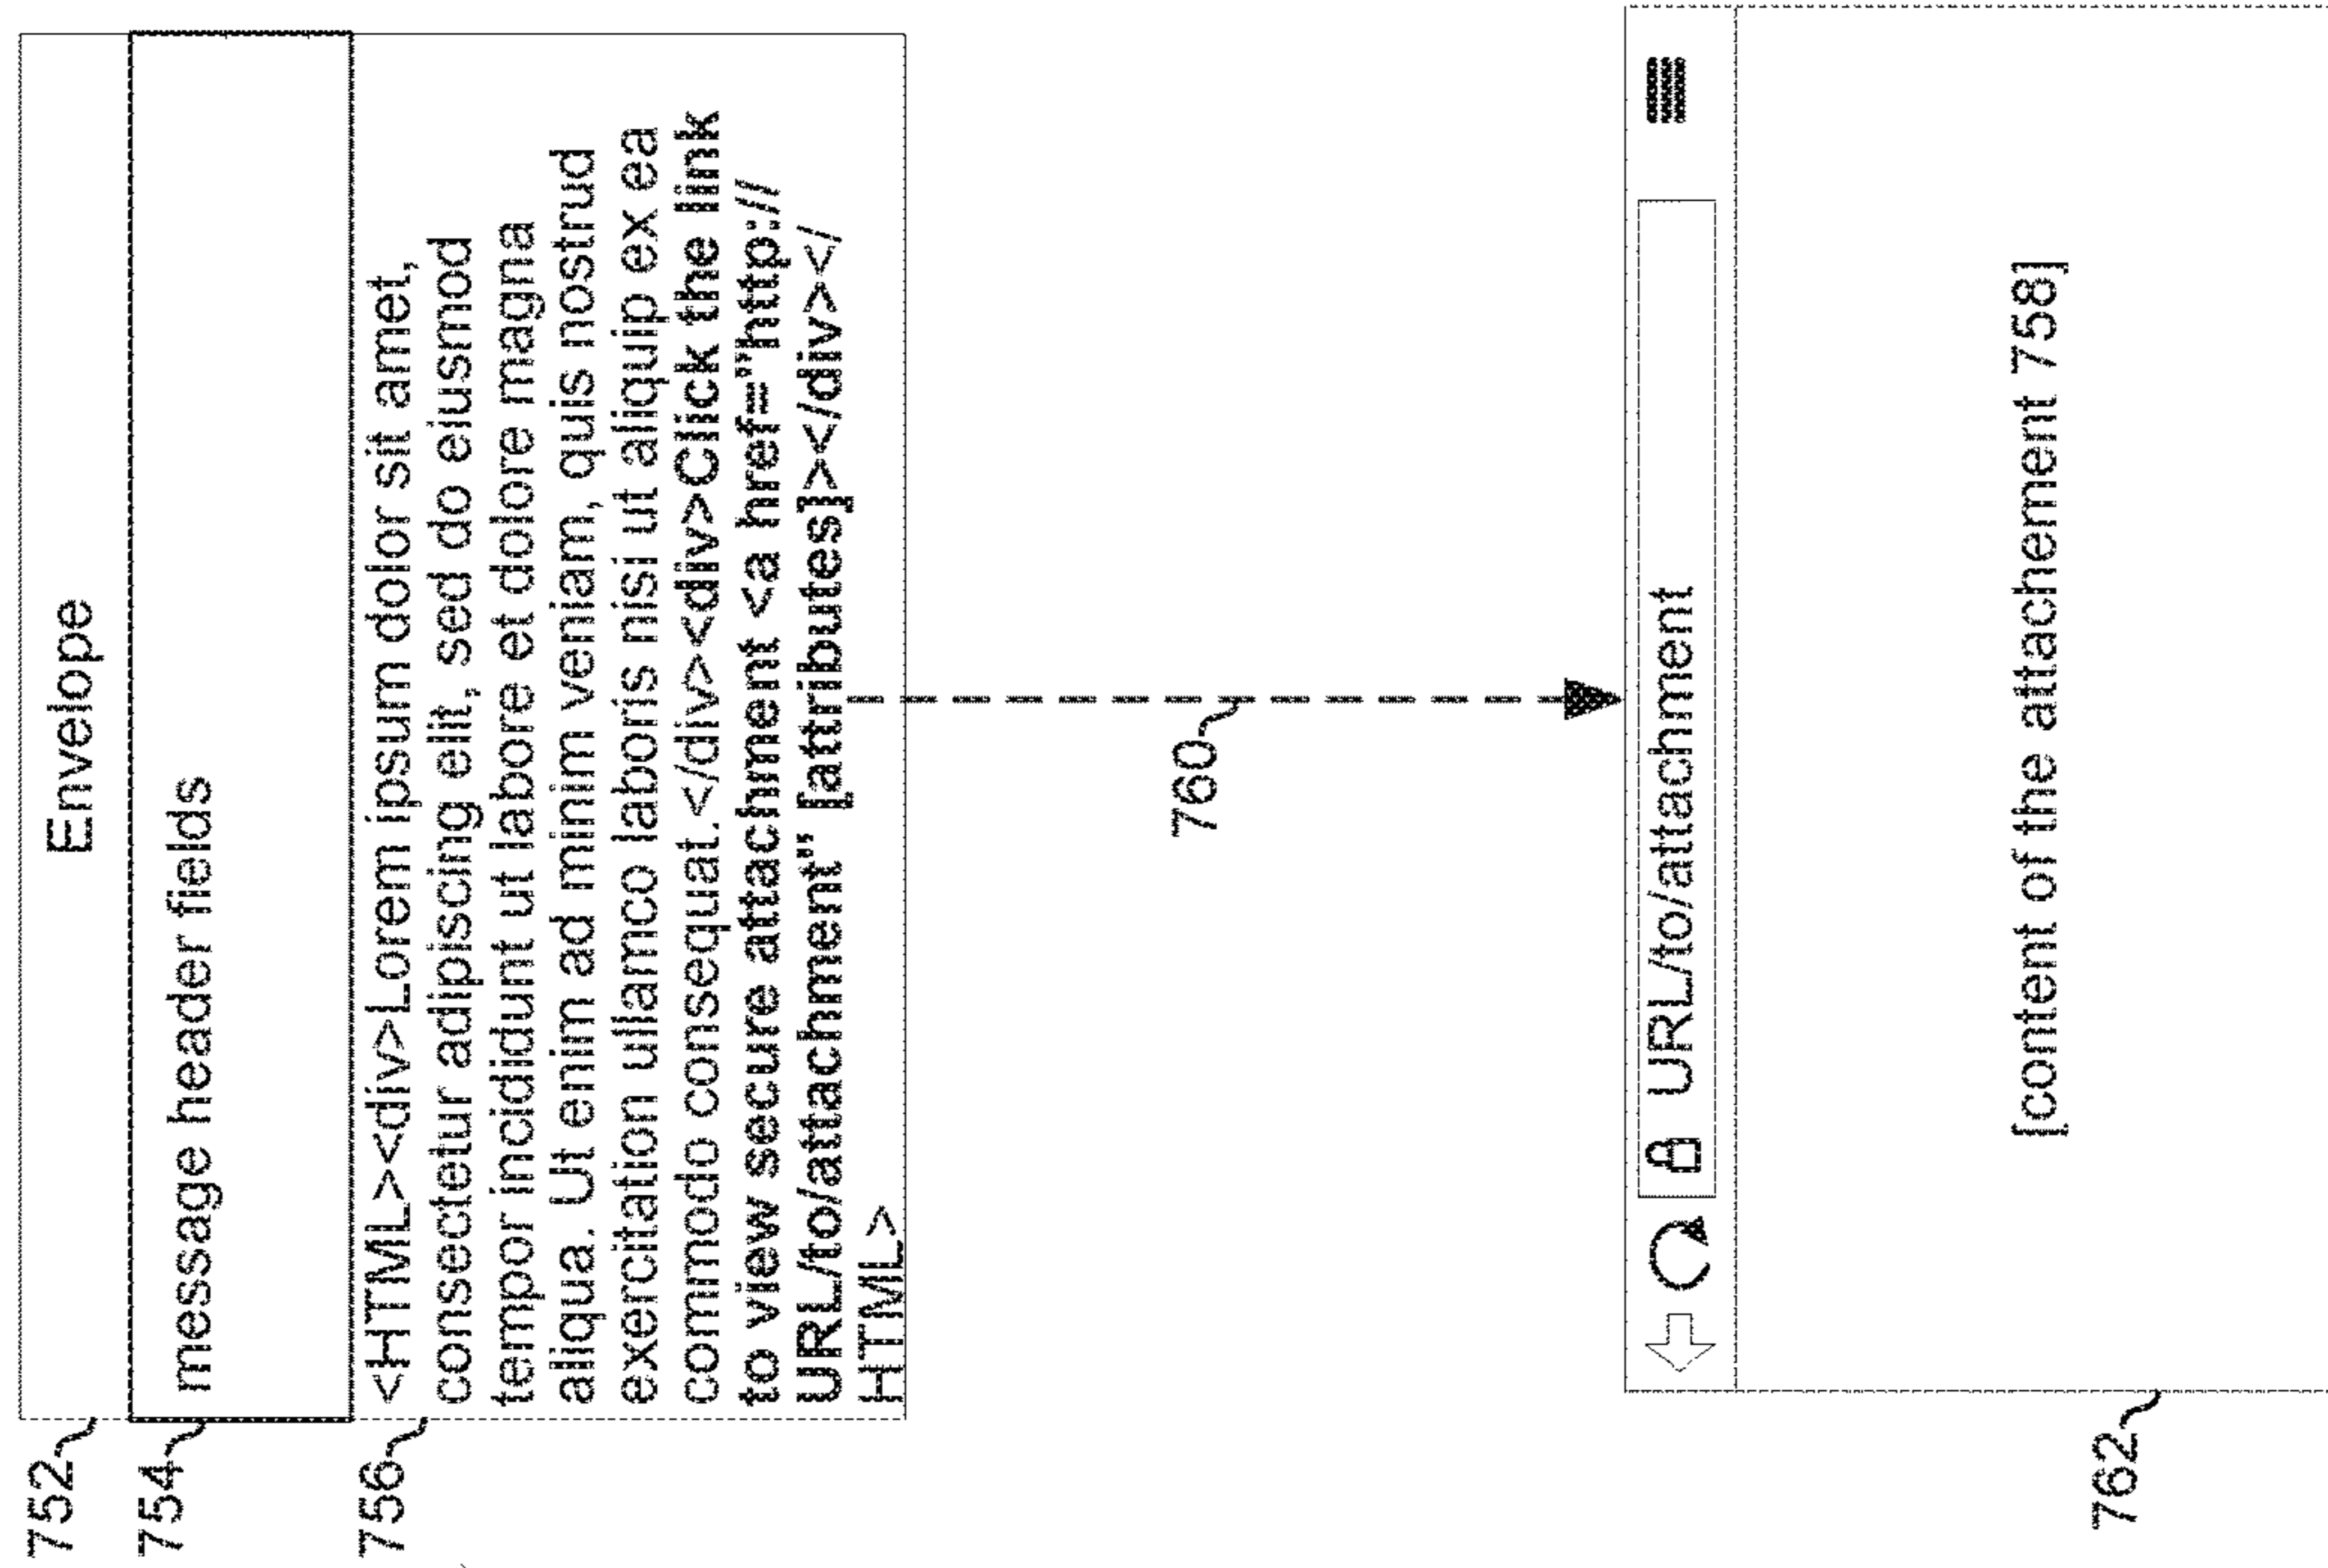 Envelope
752
message header fields
754
<HTML><div>Lorem ipsum dolor sit amet,
consectetur adipiscing elit, sed do eiusmod
tempor incididunt ut labore et dolore magna
aliqua. Ut enim ad minim veniam, quis nostrud
exercitation ullamco laboris nisi ut aliquip ex ea
commodo consequat.</div><div>Click the link
to view secure attachment <a href="http://
URL/to/attachment" [attributes]></div></
HTML>
756
760
URL/to/attachment
[content of the attachement 758]
762